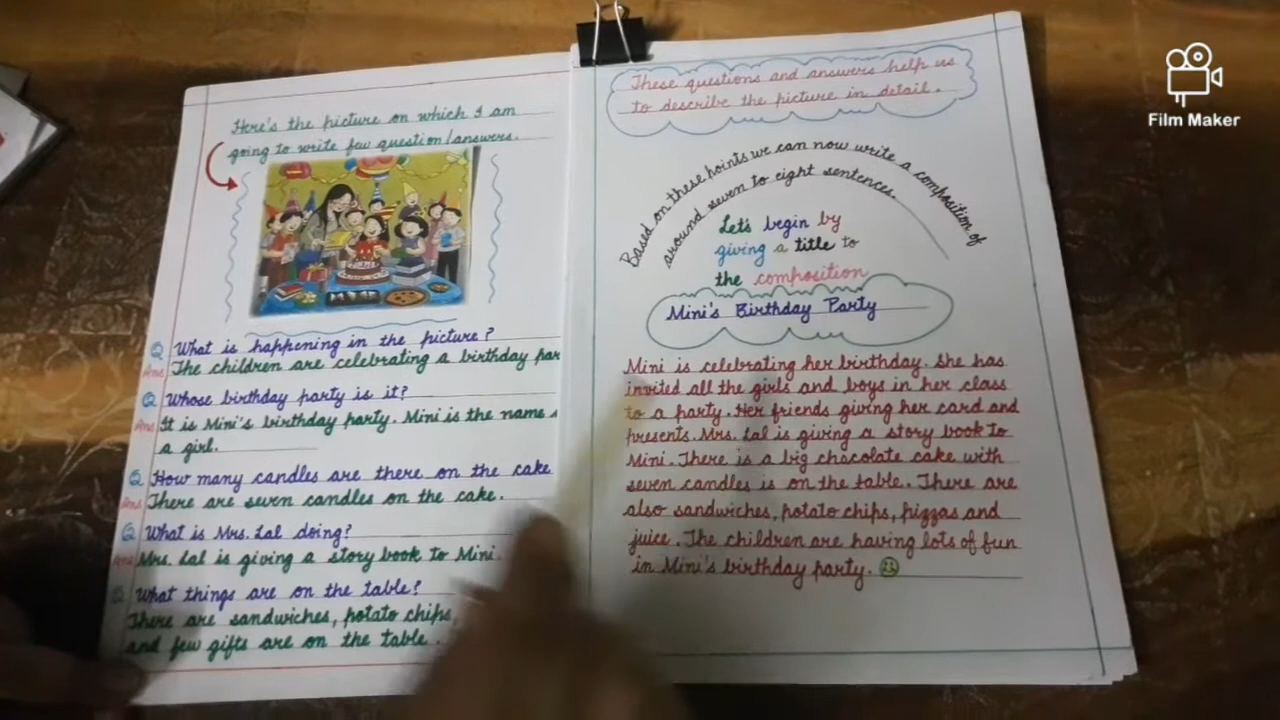 Here's the picture on which I am
going to write few question/answers.
Q What is happening in the picture?
Ans The children are celebrating a birthday par
Q Whose birthday party is it?
Ans It is Mini's birthday party. Mini is the name
a girl.
Q How many candles are there on the cake
Ans There are seven candles on the cake.
Q What is Mrs. Lal doing?
Ans Mrs. Lal is giving a story book to Mini.
Q What things are on the table?
There are sandwiches, potato chips,
and few gifts are on the table.
These questions and answers help us
to describe the picture in detail.
Based on these points we can now write a composition of
around seven to eight sentences.
Let's begin by
giving a title to
the composition
Mini's Birthday Party
Mini is celebrating her birthday. She has
invited all the girls and boys in her class
to a party. Her friends giving her card and
presents. Mrs. Lal is giving a story book to
Mini. There is a big chacolate cake with
seven candles is on the table. There are
also sandwiches, potato chips, pizzas and
juice. The children are having lots of fun
in Mini's birthday party.
Film Maker